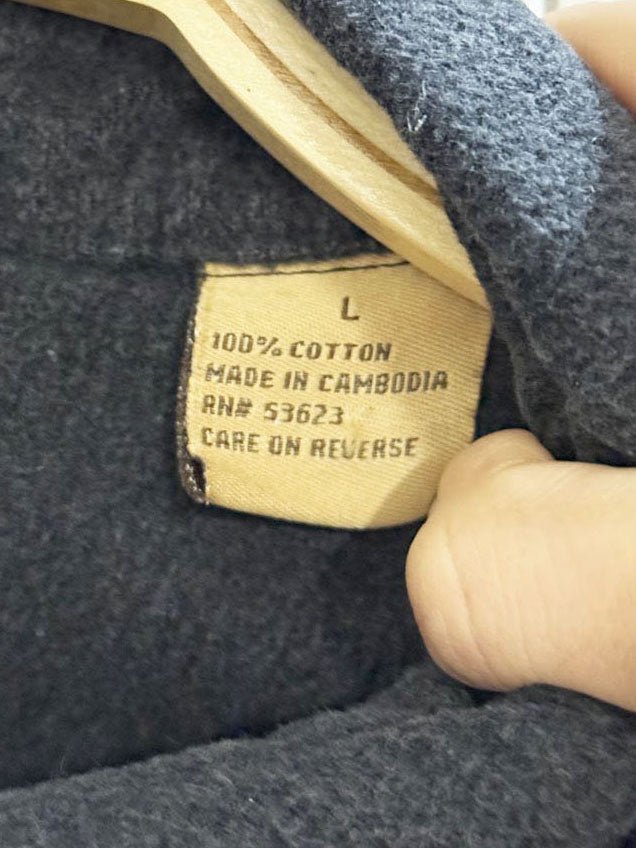 L
100% COTTON
MADE IN CAMBODIA
RN# 53623
CARE ON REVERSE